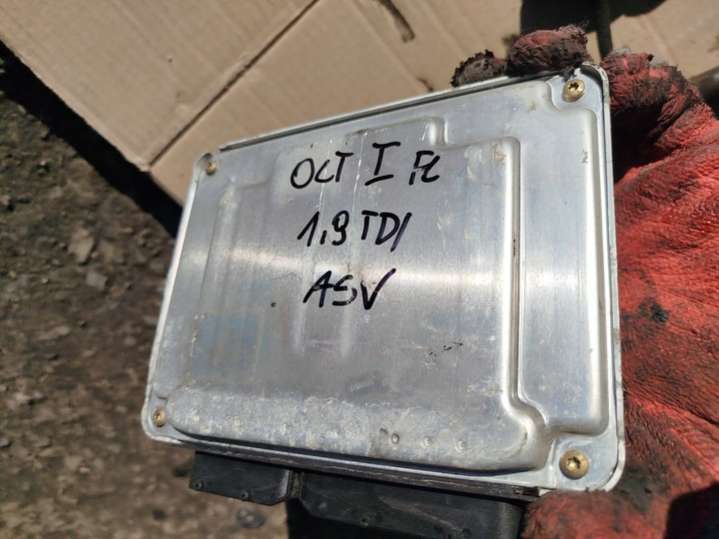 OCT I FL
1,9 TDI
ASV